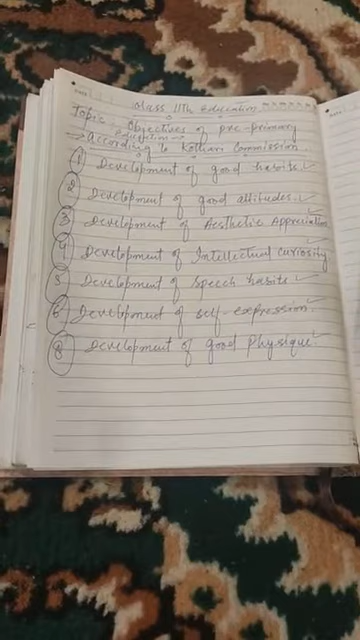 Class 11th Education
Topic - Objectives of pre-primary
Education
→ According to Kothari Commission
1 Development of good habits.
2 Development of good attitudes.
3 Development of Aesthetic Appreciation
4 Development of Intellectual Curiosity
5 Development of Speech habits
6 Development of self-expression.
8 Development of good Physique.